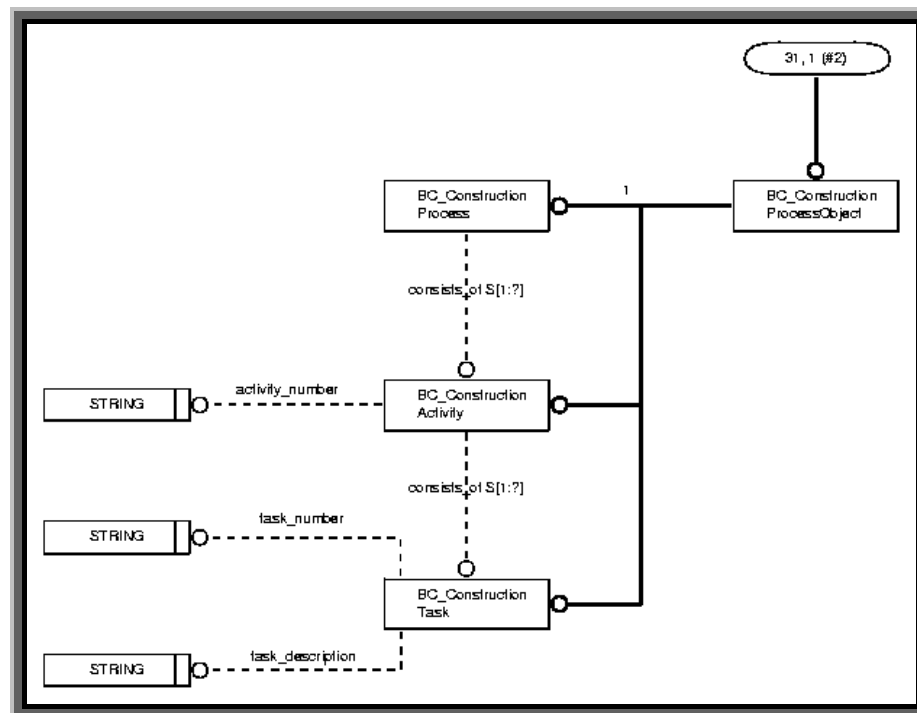 31, 1 (#2)
BC_Construction
Process
1
BC_Construction
ProcessObject
consists_of S[1:?]
STRING
activity_number
BC_Construction
Activity
consists_of S[1:?]
STRING
task_number
BC_Construction
Task
STRING
task_description